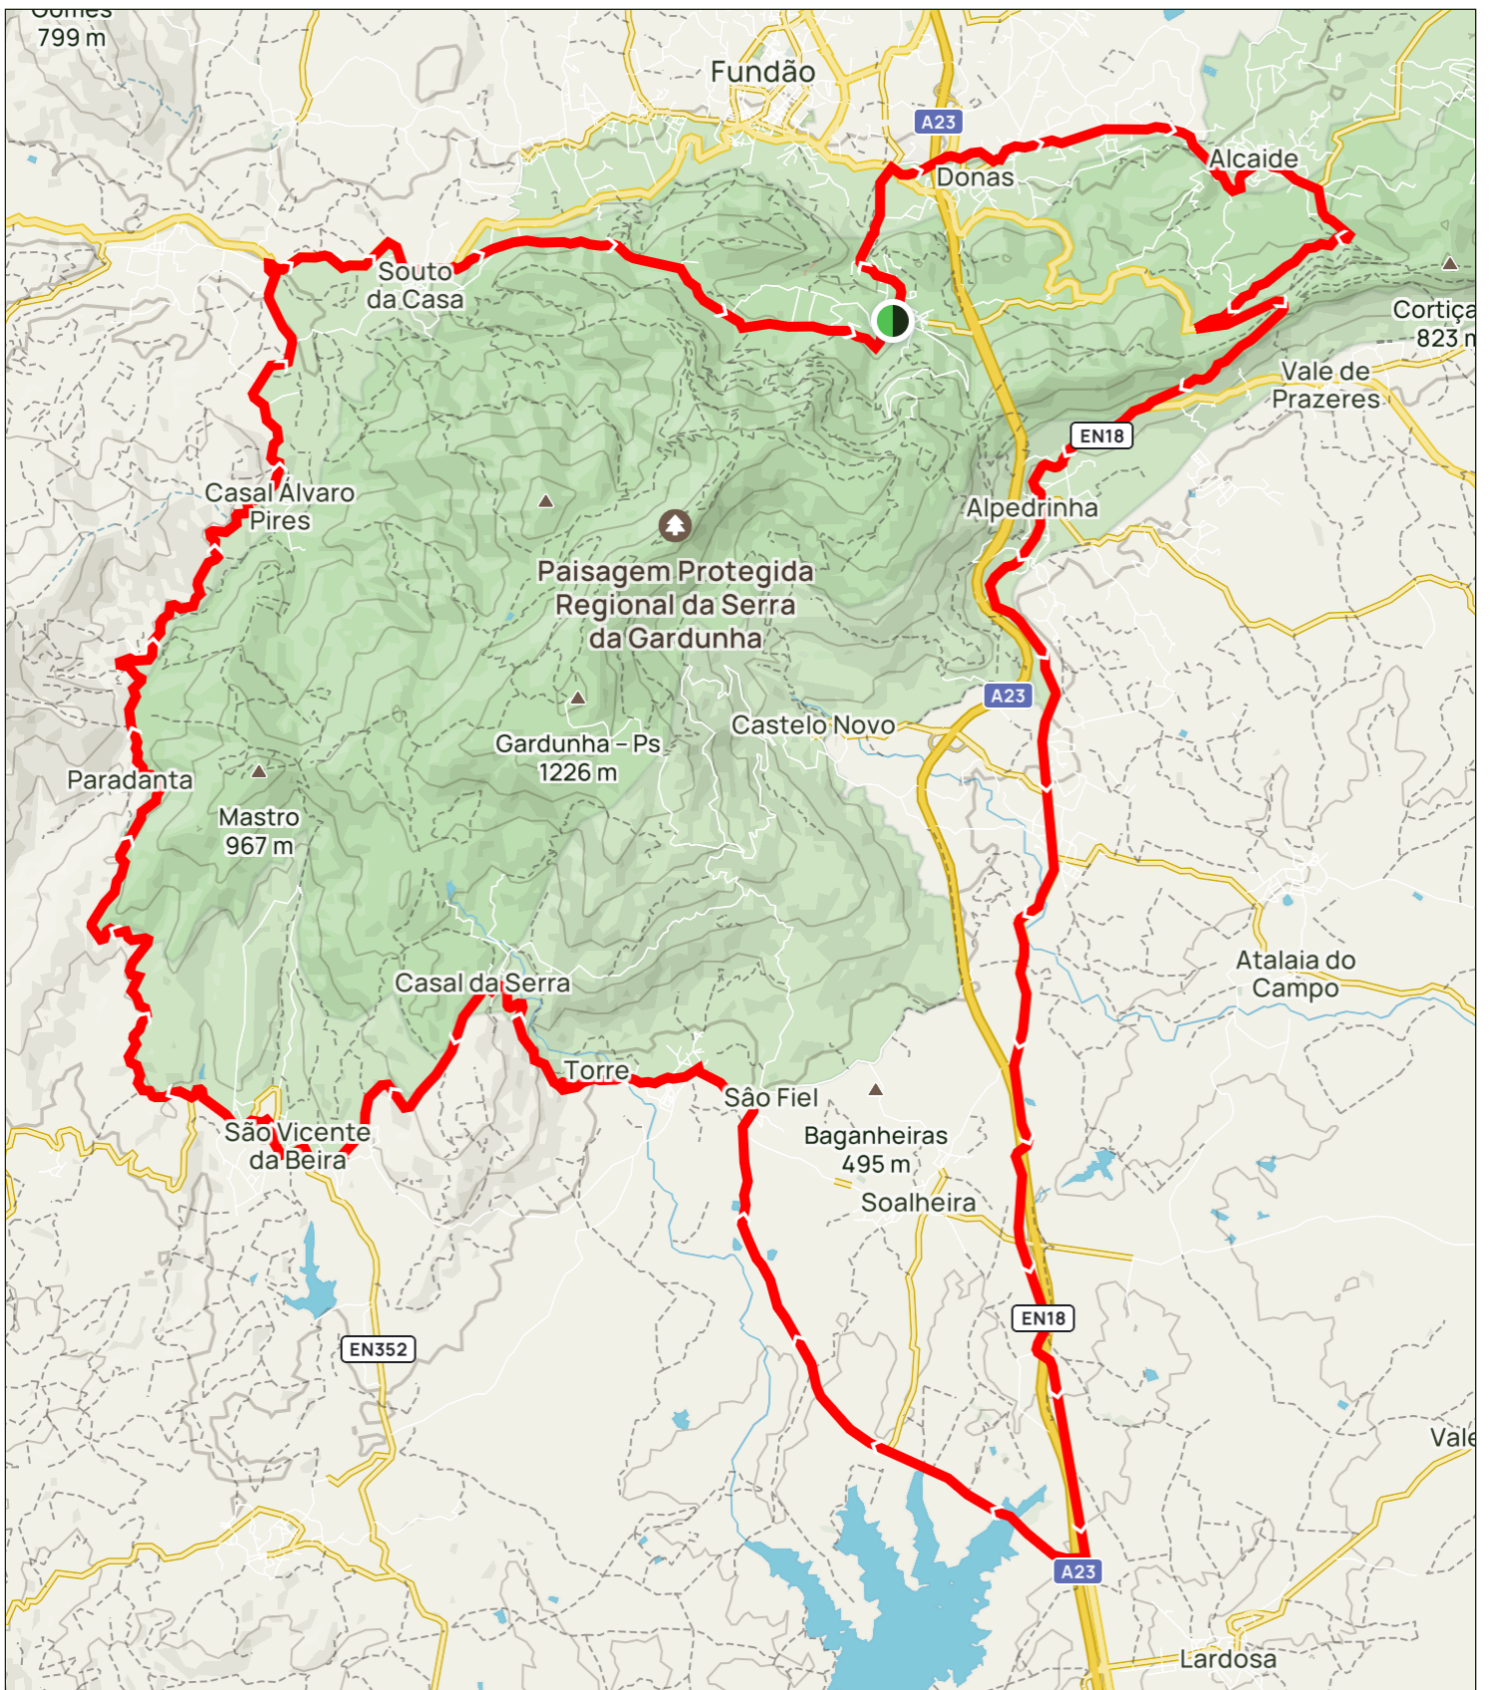 Gomes
799 m
Fundão
A23
Alcaide
Donas
Souto
da Casa
Cortiça
823 m
Vale de
Prazeres
EN18
Casal Álvaro
Pires
Alpedrinha
Paisagem Protegida
Regional da Serra
da Gardunha
A23
Castelo Novo
Gardunha – Ps
1226 m
Paradanta
Mastro
967 m
Atalaia do
Campo
Casal da Serra
Torre
São Fiel
São Vicente
da Beira
Baganheiras
495 m
Soalheira
EN18
EN352
Vale
A23
Lardosa